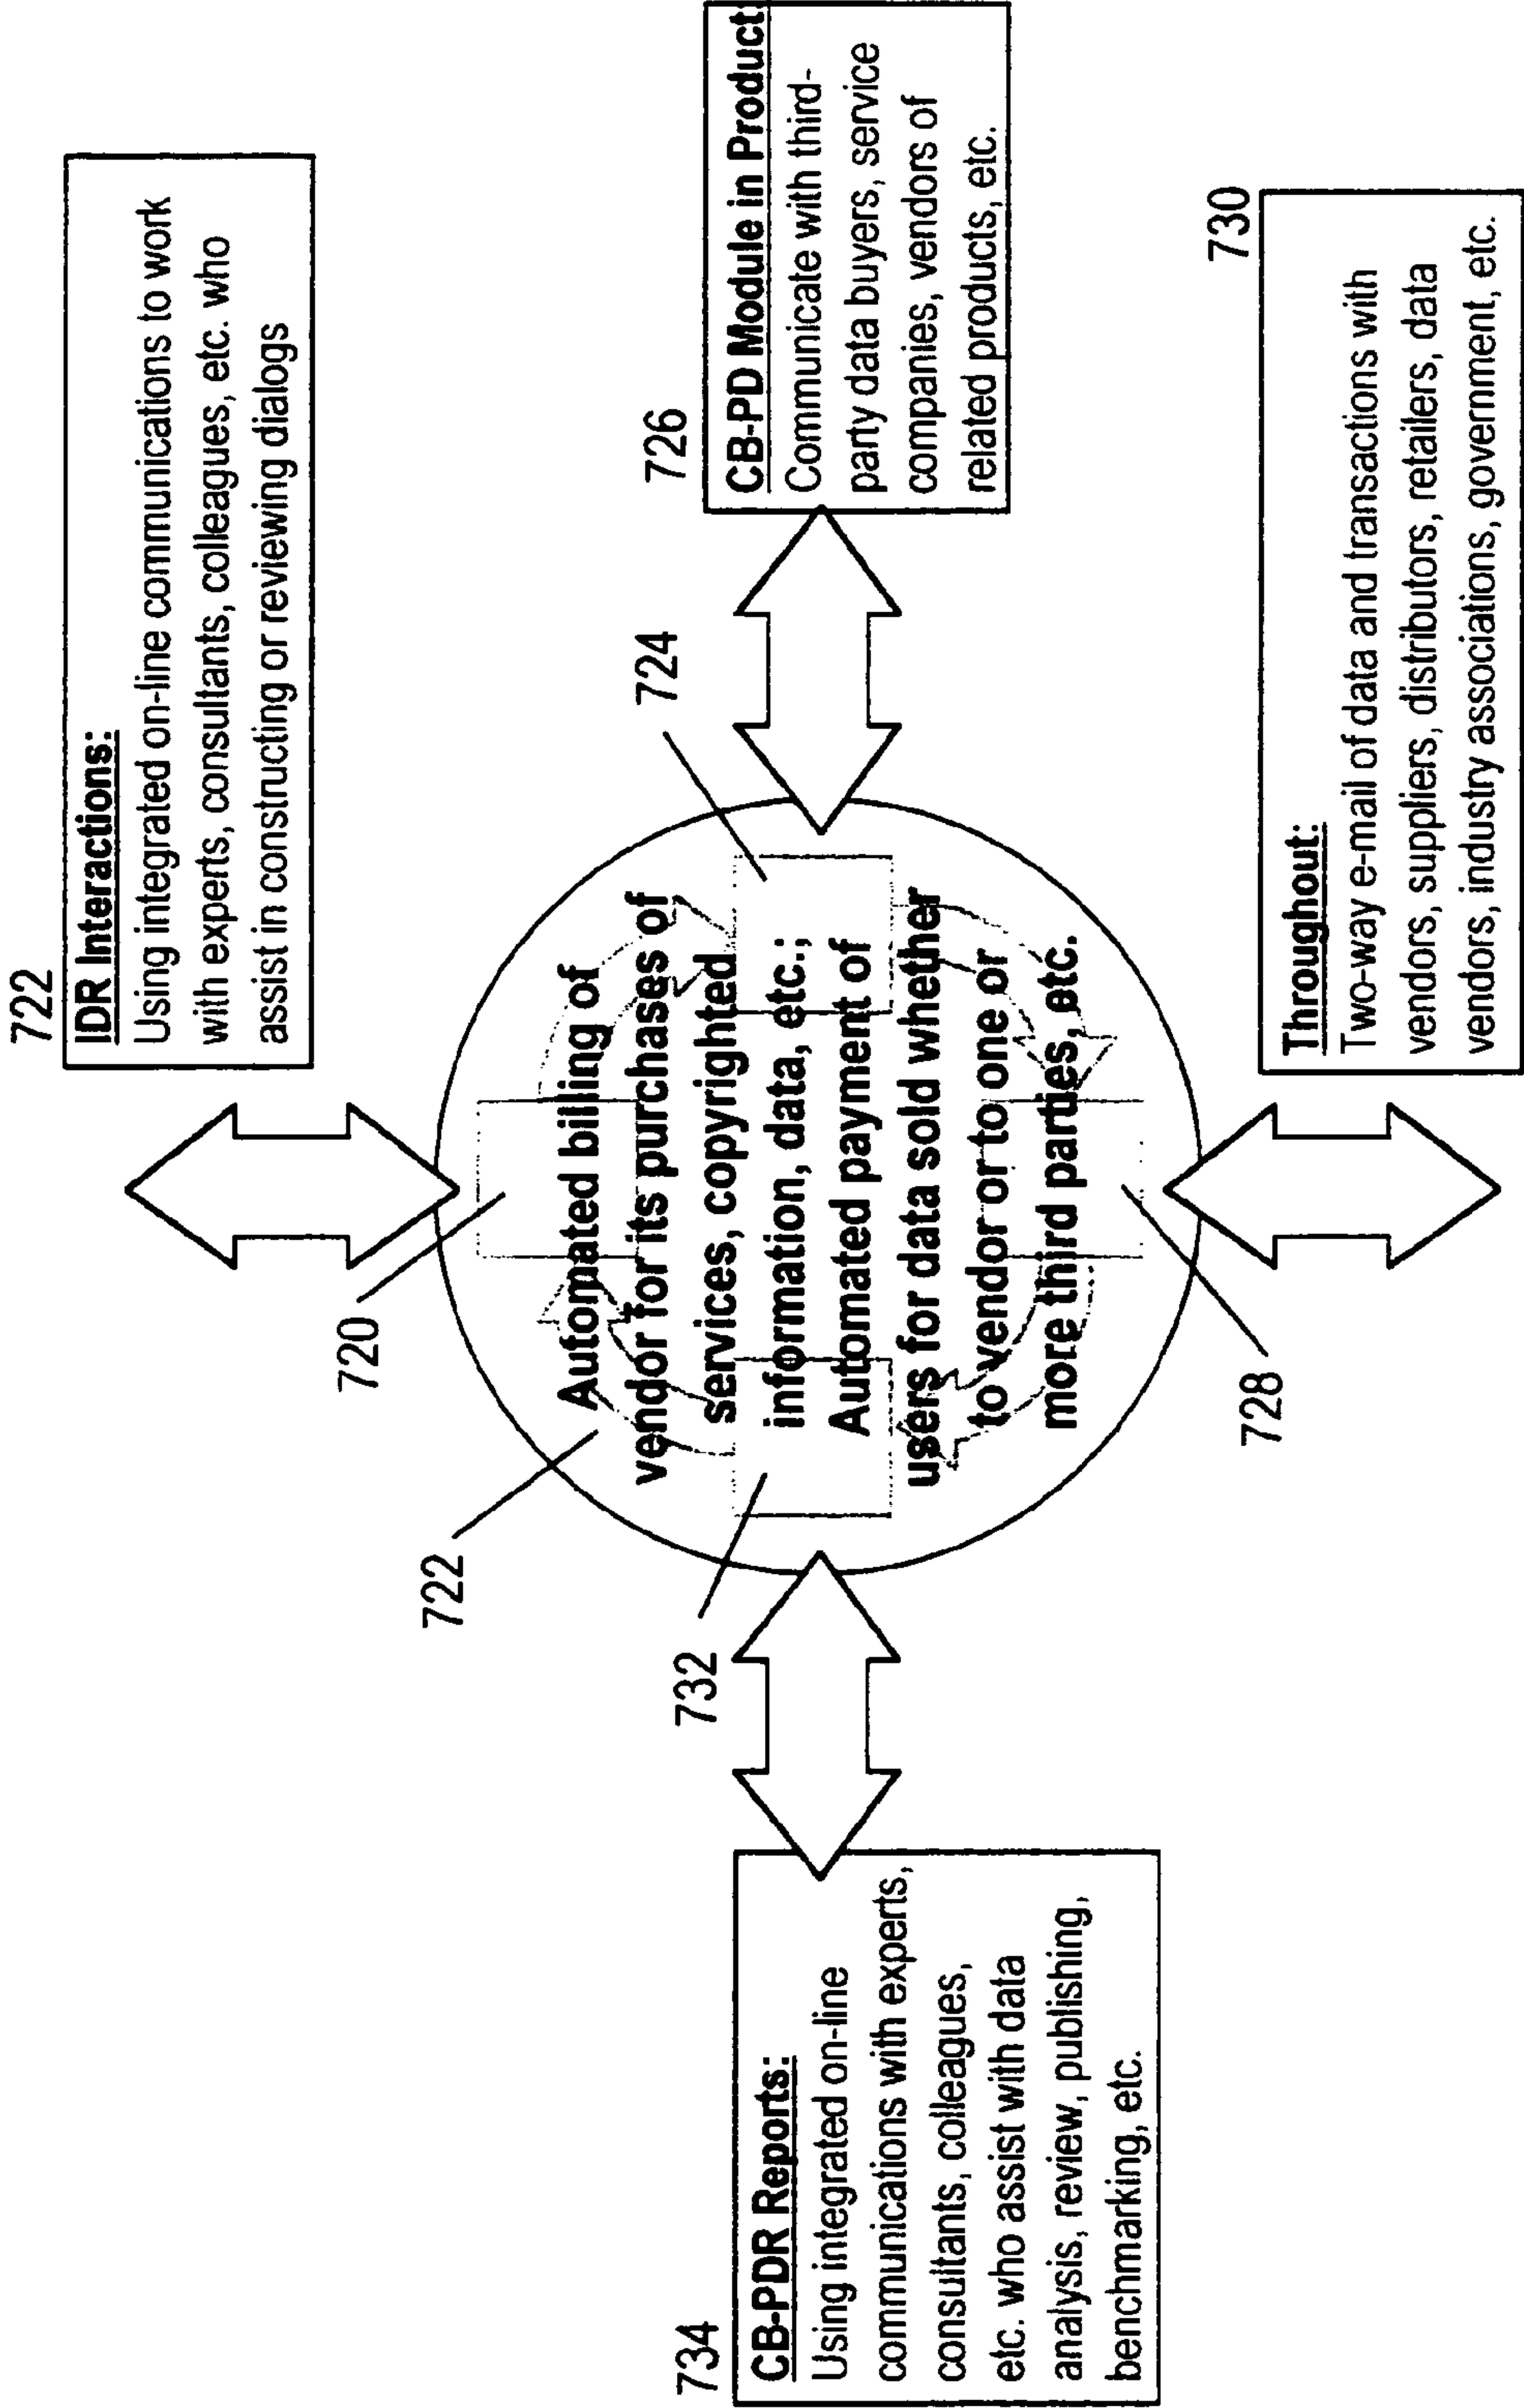 722
IDR Interactions:
Using integrated on-line communications to work
with experts, consultants, colleagues, etc. who
assist in constructing or reviewing dialogs
720
722
732
724
Automated billing of
vendor for its purchases of
services, copyrighted
information, data, etc.;
Automated payment of
users for data sold whether
to vendor or to one or
more third parties, etc.
728
734
CB-PDR Reports:
Using integrated on-line
communications with experts,
consultants, colleagues,
etc. who assist with data
analysis, review, publishing,
benchmarking, etc.
726
CB-PD Module in Product
Communicate with third-
party data buyers, service
companies, vendors of
related products, etc.
730
Throughout:
Two-way e-mail of data and transactions with
vendors, suppliers, distributors, retailers, data
vendors, industry associations, government, etc.